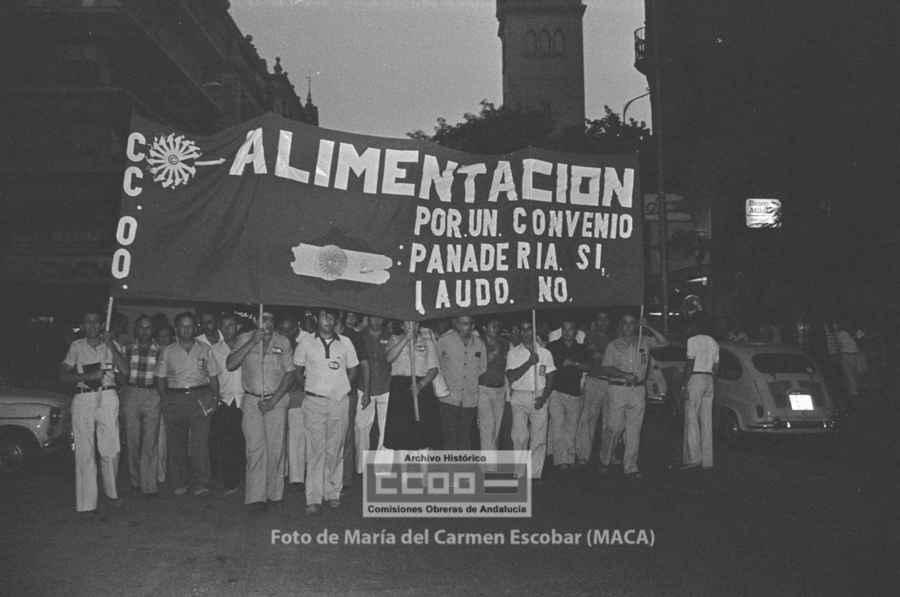 CC.OO
ALIMENTACION
POR.UN.CONVENIO
PANADERIA.SI,
LAUDO.NO.
Banco
Archivo Histórico
CCOO
Comisiones Obreras de Andalucía
Foto de María del Carmen Escobar (MACA)